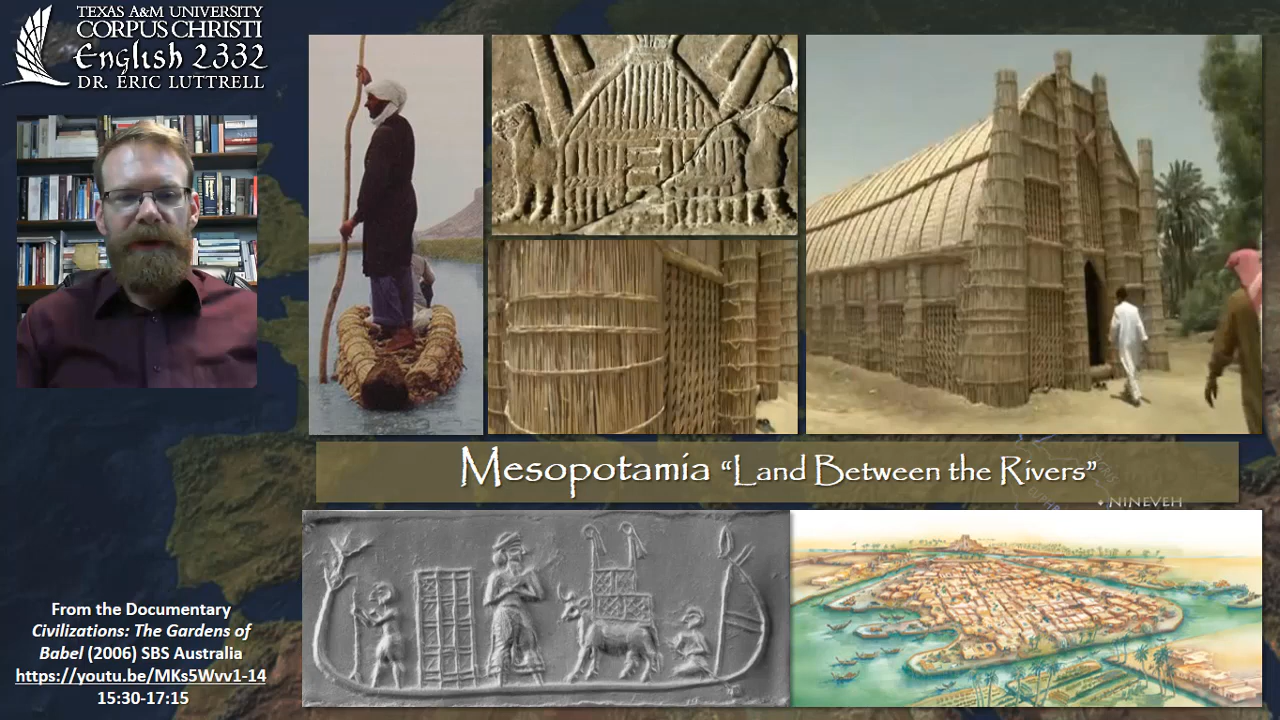 TEXAS A&M UNIVERSITY
CORPUS CHRISTI
English 2332
DR. ERIC LUTTRELL
Mesopotamia “Land Between the Rivers”
• NINEVEH
From the Documentary
Civilizations: The Gardens of
Babel (2006) SBS Australia
https://youtu.be/MKs5Wvv1-14
15:30-17:15